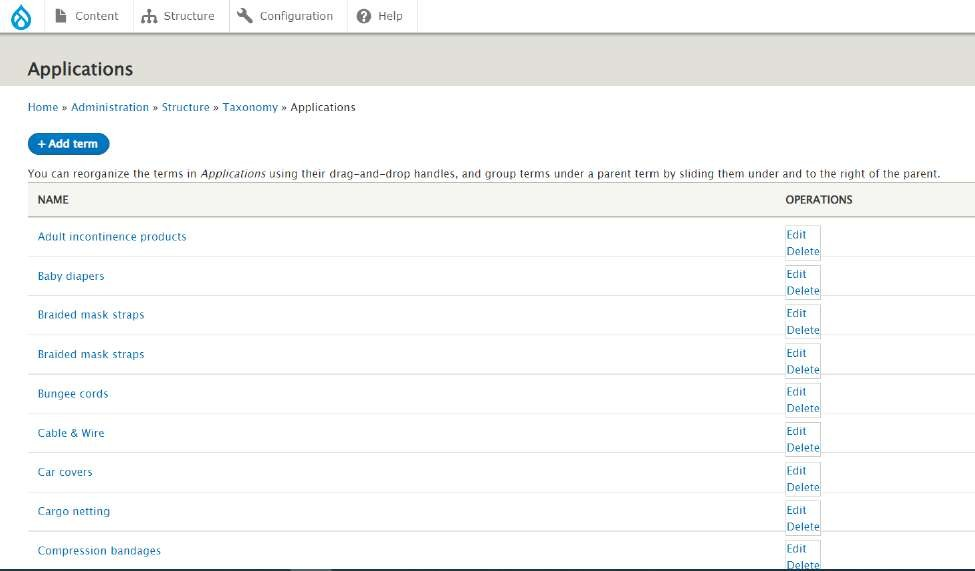 Content Structure Configuration Help
Applications
Home » Administration » Structure » Taxonomy » Applications
+ Add term
You can reorganize the terms in Applications using their drag-and-drop handles, and group terms under a parent term by sliding them under and to the right of the parent.
NAME OPERATIONS
Adult incontinence products Edit
Delete
Baby diapers Edit
Delete
Braided mask straps Edit
Delete
Braided mask straps Edit
Delete
Bungee cords Edit
Delete
Cable & Wire Edit
Delete
Car covers Edit
Delete
Cargo netting Edit
Delete
Compression bandages Edit
Delete